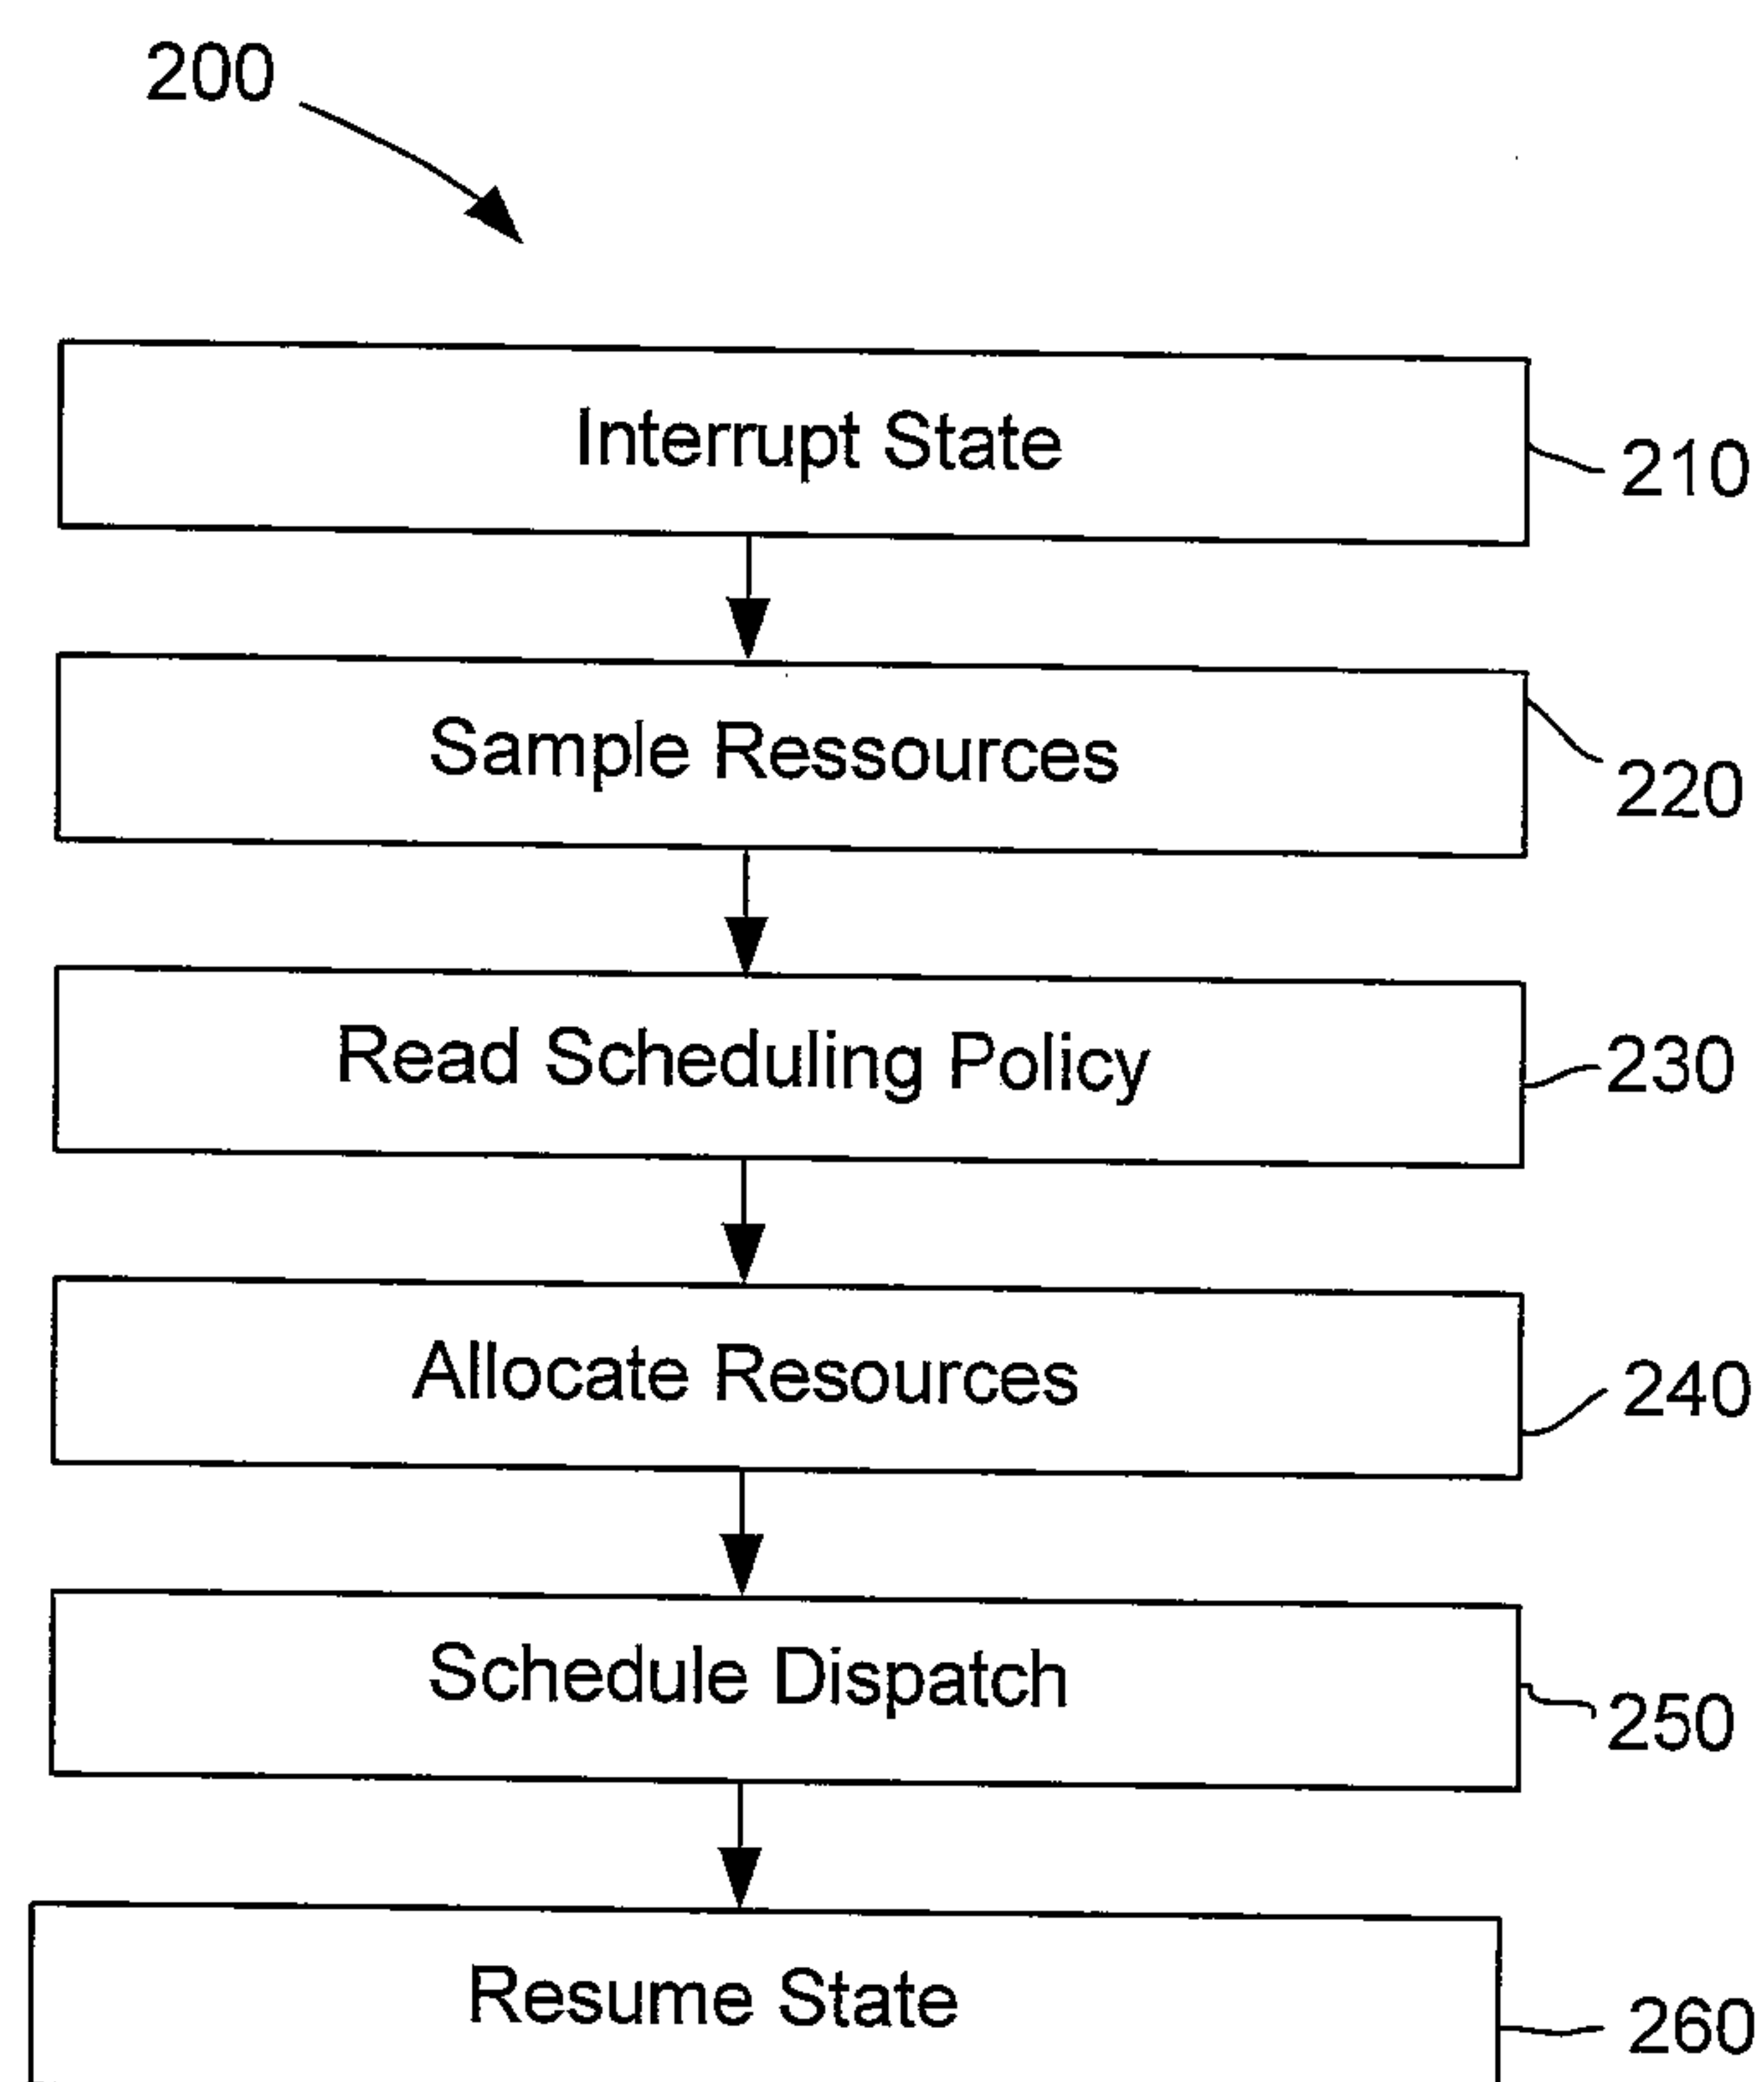 200
Interrupt State
210
Sample Ressources
220
Read Scheduling Policy
230
Allocate Resources
240
Schedule Dispatch
250
Resume State
260